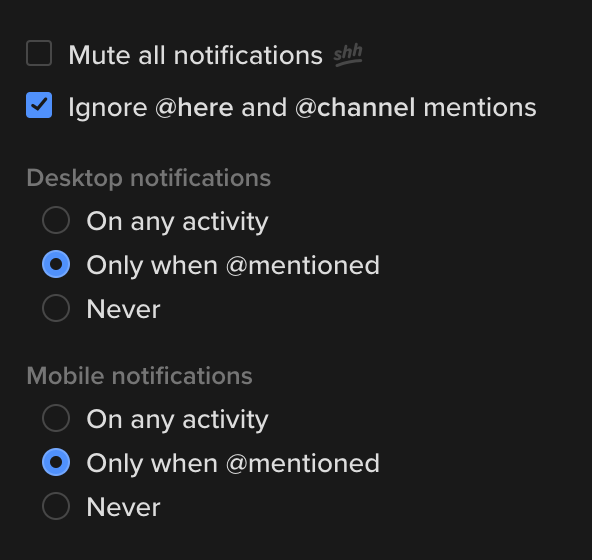 Mute all notifications shh
Ignore @here and @channel mentions
Desktop notifications
On any activity
Only when @mentioned
Never
Mobile notifications
On any activity
Only when @mentioned
Never